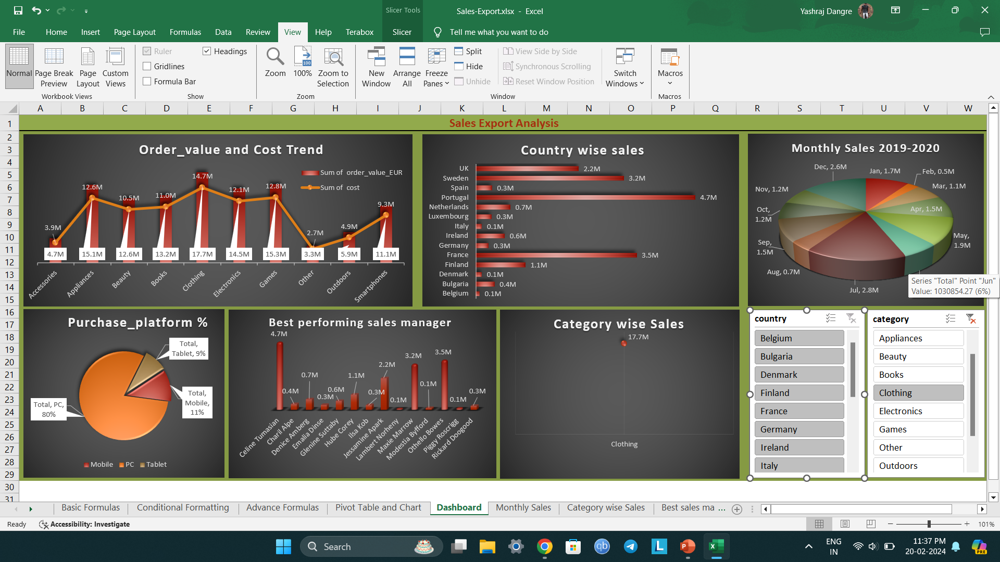 Slicer Tools
Sales-Export.xlsx - Excel
Yashraj Dangre
File Home Insert Page Layout Formulas Data Review View Help Terabox Slicer Tell me what you want to do
Normal
Page Break Preview
Page Layout
Custom Views
Workbook Views
Ruler
Headings
Gridlines
Formula Bar
Show
Zoom
100
100%
Zoom to Selection
Zoom
New Window
Arrange All
Freeze Panes
Split
Hide
Unhide
View Side by Side
Synchronous Scrolling
Reset Window Position
Switch Windows
Window
Macros
Macros
A B C D E F G H I J K L M N O P Q R S T U V W
1
2
3
4
5
6
7
8
9
10
11
12
13
14
15
16
17
18
19
20
21
22
23
24
25
26
27
28
29
30
31
Sales Export Analysis
Order_value and Cost Trend
Sum of order_value_EUR
Sum of cost
3.9M 12.6M 10.5M 11.0M 14.7M 12.1M 12.8M 2.7M 4.9M 9.3M
4.7M 15.1M 12.6M 13.2M 17.7M 14.5M 15.3M 3.3M 5.9M 11.1M
Accessories Appliances Beauty Books Clothing Electronics Games Other Outdoors Smartphones
Country wise sales
UK 2.2M
Sweden 3.2M
Spain 0.3M
Portugal 4.7M
Netherlands 0.7M
Luxembourg 0.3M
Italy 0.1M
Ireland 0.6M
Germany 0.3M
France 3.5M
Finland 1.1M
Denmark 0.1M
Bulgaria 0.4M
Belgium 0.1M
Monthly Sales 2019-2020
Dec, 2.6M
Jan, 1.7M
Feb, 0.5M
Mar, 1.1M
Nov, 1.2M
Apr, 1.5M
Oct,
1.2M
May,
1.9M
Sep,
1.5M
Aug, 0.7M
Jul, 2.8M
Series "Total" Point "Jun"
Value: 1030854.27 (6%)
Purchase_platform %
Total,
Tablet, 9%
Total,
Mobile,
11%
Total, PC,
80%
Mobile PC Tablet
Best performing sales manager
4.7M 0.4M 0.7M 0.3M 0.6M 1.1M 0.3M 2.2M 0.1M 3.2M 0.1M 3.5M 0.1M 0.3M
Celine Tumasian
Charil Alpe
Denice Amberg
Emalia Dinse
Glenine Suttaby
Hube Corey
Ilsa Kob
Jessamine Apark
Lambert Norheny
Maxie Marrow
Modestia Byfford
Othello Bowes
Piggy Roscrigg
Rickard Doogood
Category wise Sales
17.7M
Clothing
country
Belgium
Bulgaria
Denmark
Finland
France
Germany
Ireland
Italy
category
Appliances
Beauty
Books
Clothing
Electronics
Games
Other
Outdoors
Basic Formulas Conditional Formatting Advance Formulas Pivot Table and Chart Dashboard Monthly Sales Category wise Sales Best sales ma ...
Ready Accessibility: Investigate
101%
Search
qb
L
PRE
ENG
IN
11:37 PM
20-02-2024